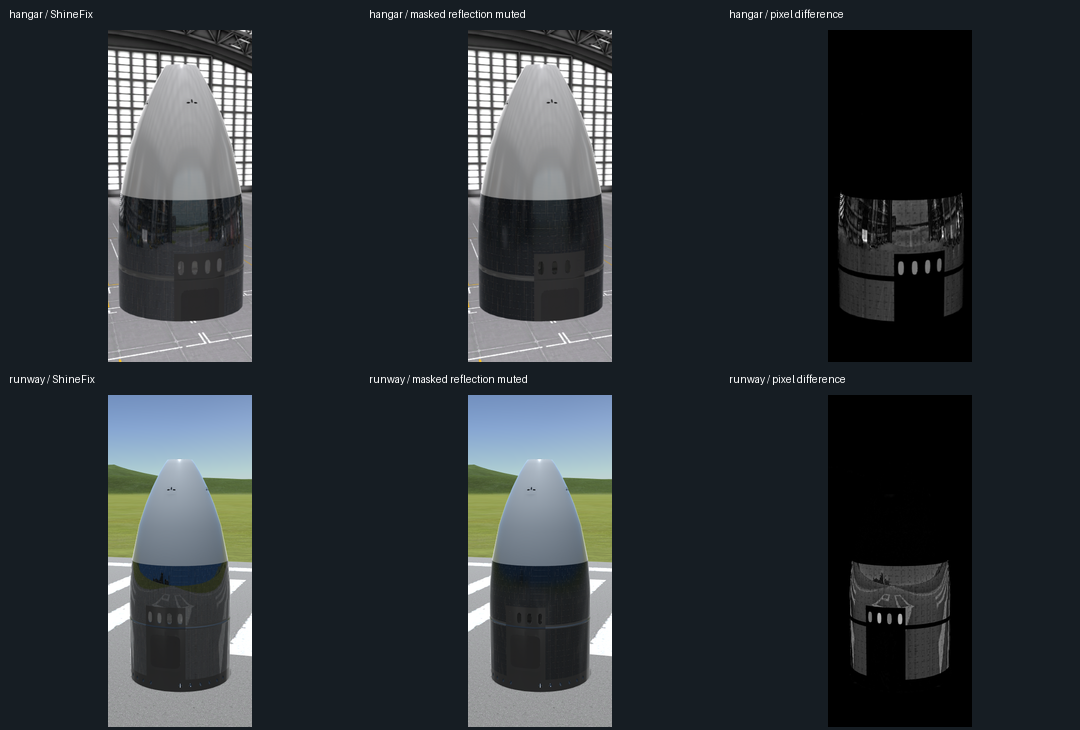 hangar / ShineFix
hangar / masked reflection muted
hangar / pixel difference
runway / ShineFix
runway / masked reflection muted
runway / pixel difference